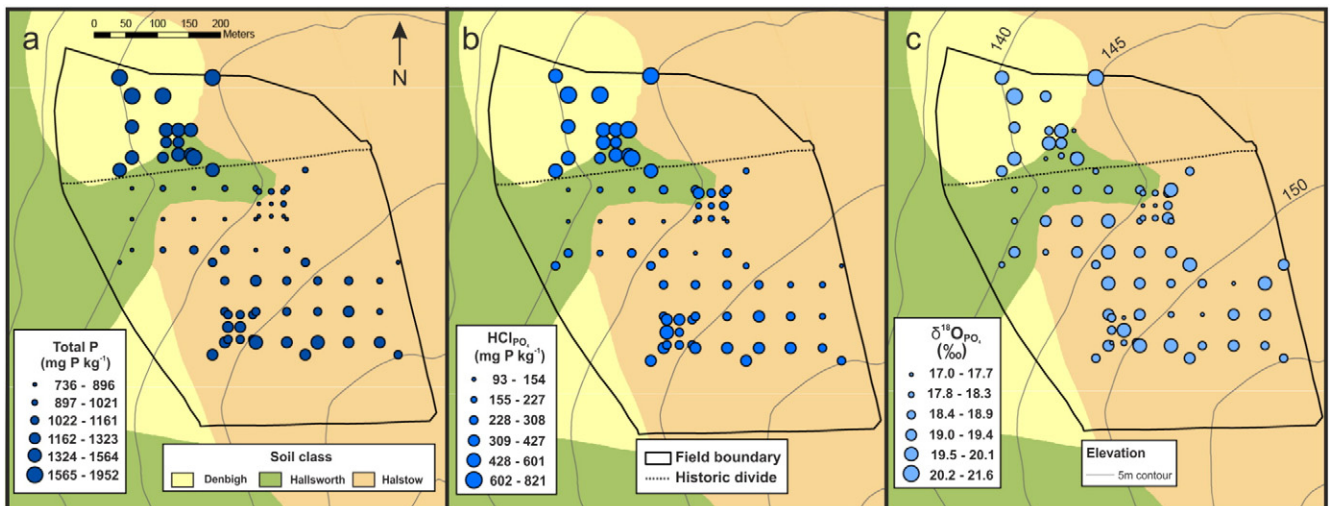 a
0 50 100 150 200
Meters
N
Total P
(mg P kg⁻¹)
736 - 896
897 - 1021
1022 - 1161
1162 - 1323
1324 - 1564
1565 - 1952
Soil class
Denbigh Hallsworth Halstow
b
HCl_PO₄
(mg P kg⁻¹)
93 - 154
155 - 227
228 - 308
309 - 427
428 - 601
602 - 821
Field boundary
Historic divide
c
140
145
150
δ¹⁸O_PO₄
(‰)
17.0 - 17.7
17.8 - 18.3
18.4 - 18.9
19.0 - 19.4
19.5 - 20.1
20.2 - 21.6
Elevation
5m contour